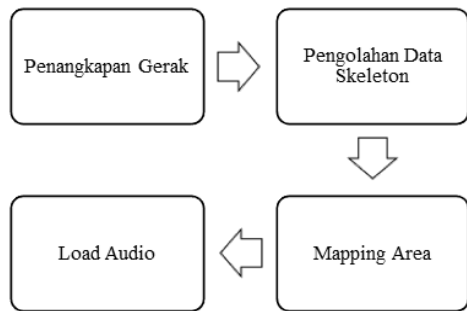 Penangkapan Gerak
Pengolahan Data
Skeleton
Mapping Area
Load Audio